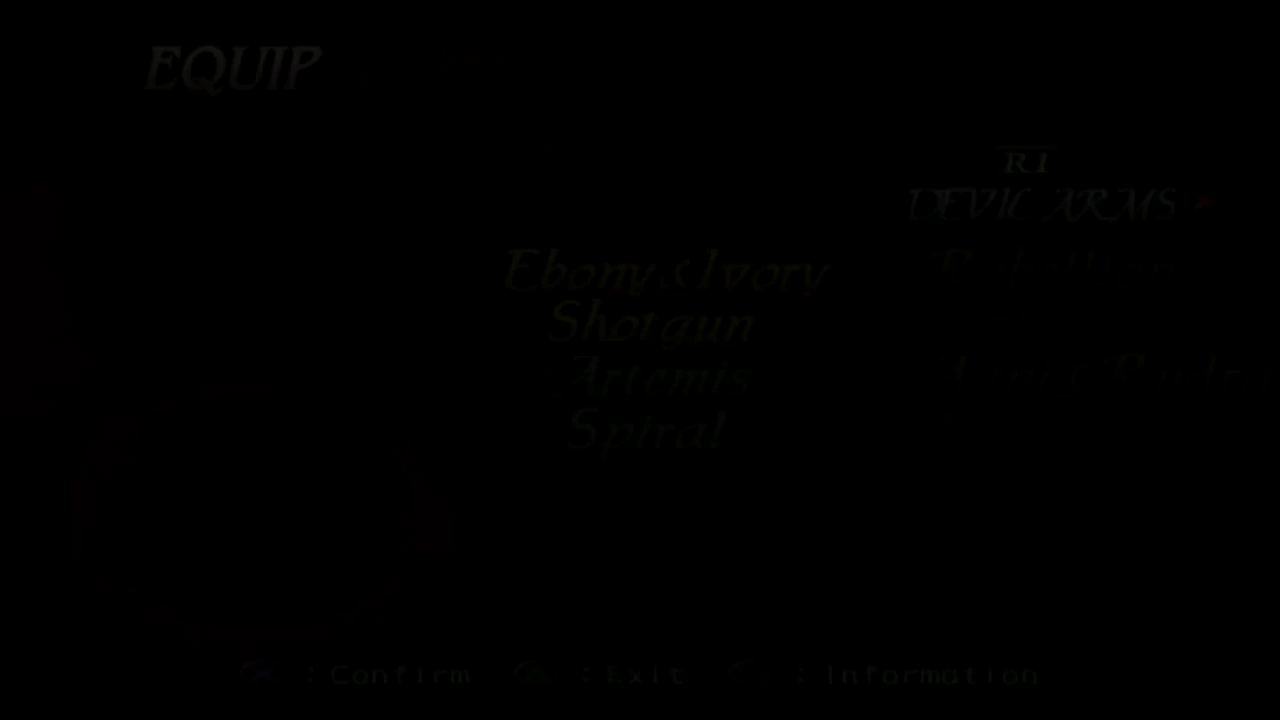 EQUIP
R1
DEVIL ARMS
Ebony&Ivory
Shotgun
Artemis
Spiral
:Confirm :Exit :Information